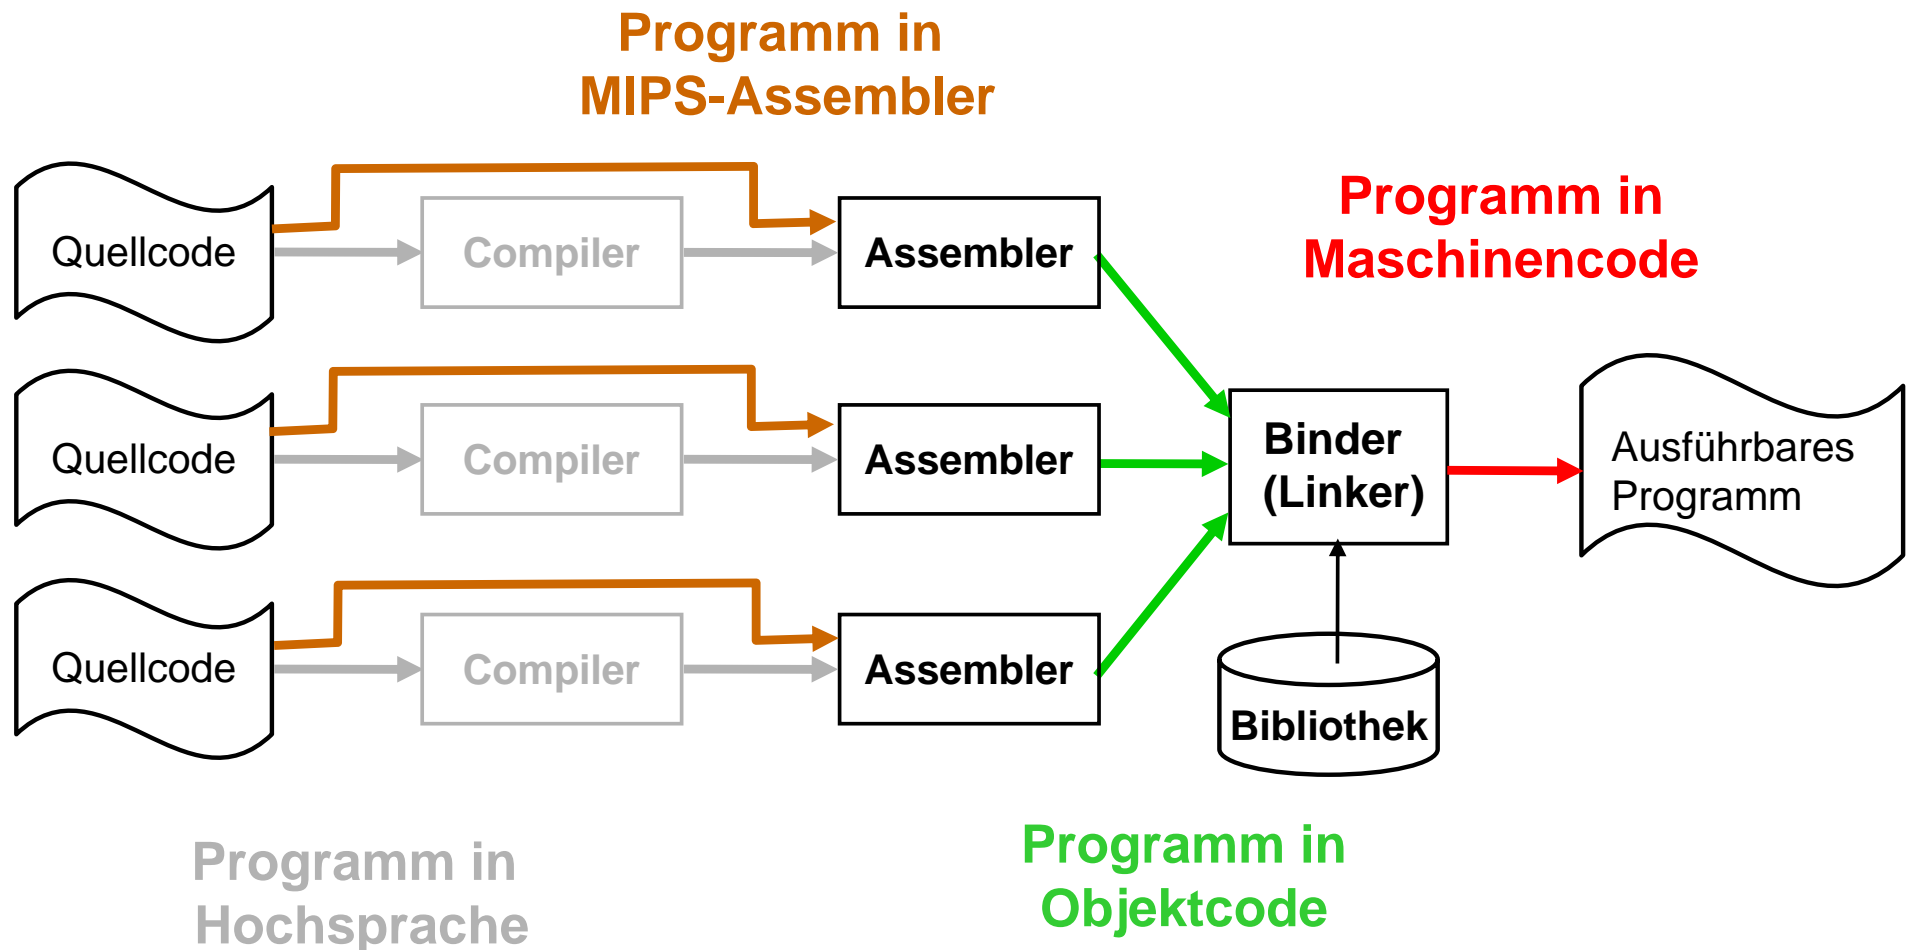 Programm in
MIPS-Assembler
Quellcode
Compiler
Assembler
Programm in
Maschinencode
Quellcode
Compiler
Assembler
Binder
(Linker)
Ausführbares
Programm
Quellcode
Compiler
Assembler
Bibliothek
Programm in
Hochsprache
Programm in
Objektcode